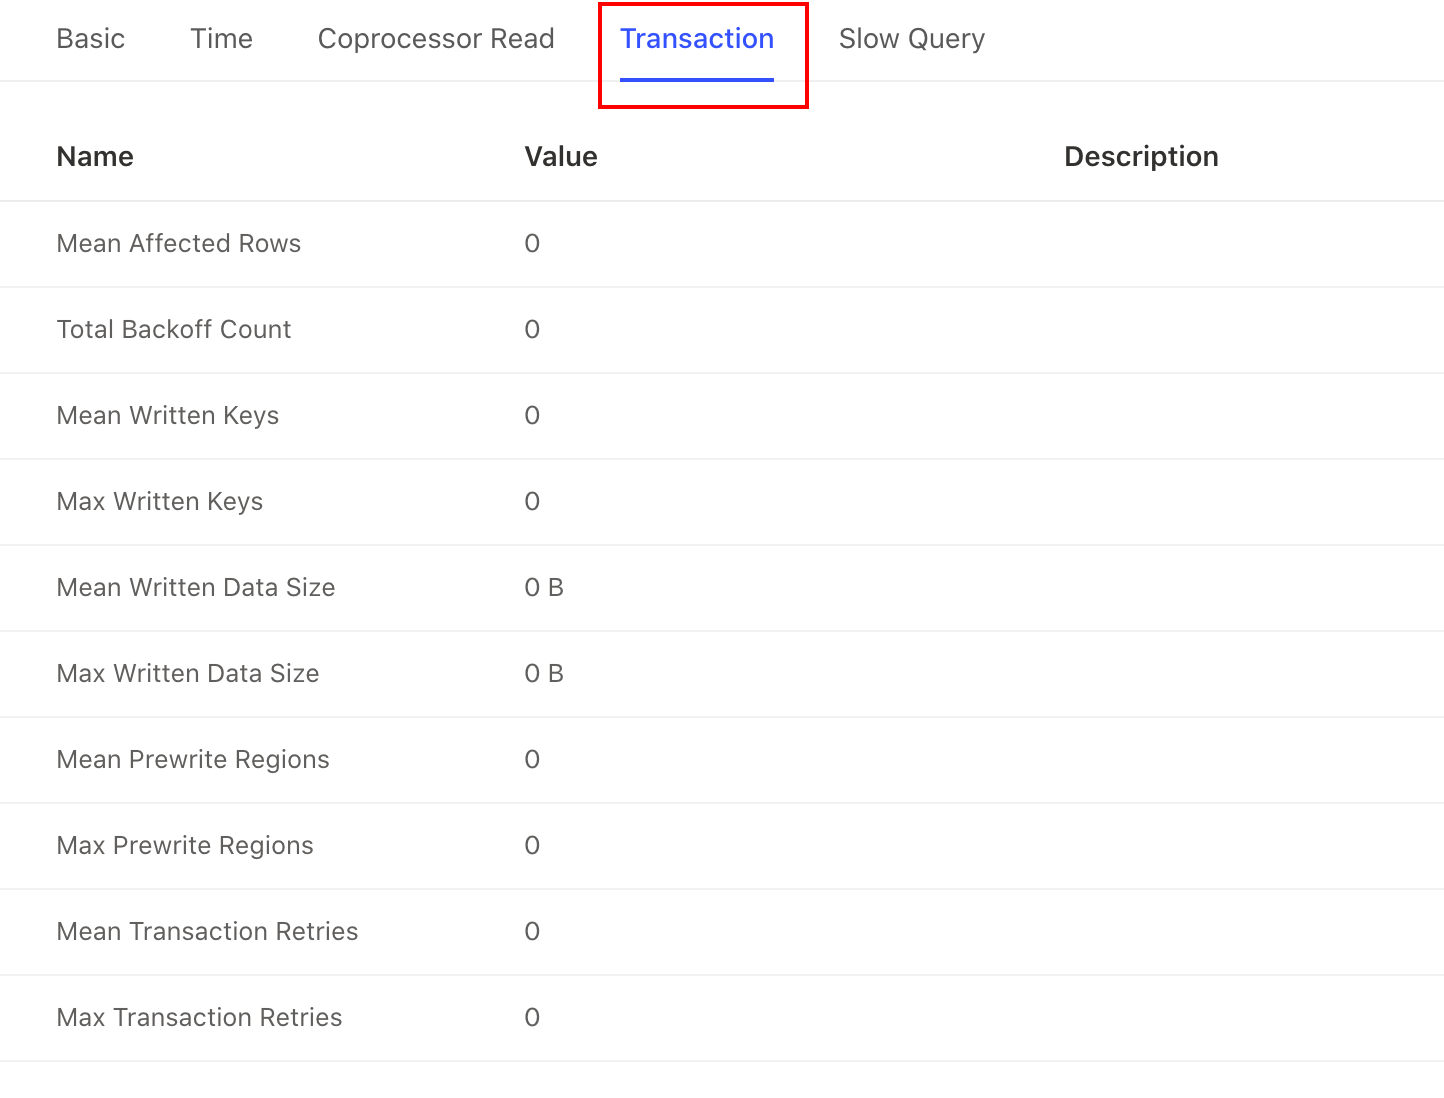 Basic Time Coprocessor Read Transaction Slow Query
Name Value Description
Mean Affected Rows 0
Total Backoff Count 0
Mean Written Keys 0
Max Written Keys 0
Mean Written Data Size 0 B
Max Written Data Size 0 B
Mean Prewrite Regions 0
Max Prewrite Regions 0
Mean Transaction Retries 0
Max Transaction Retries 0